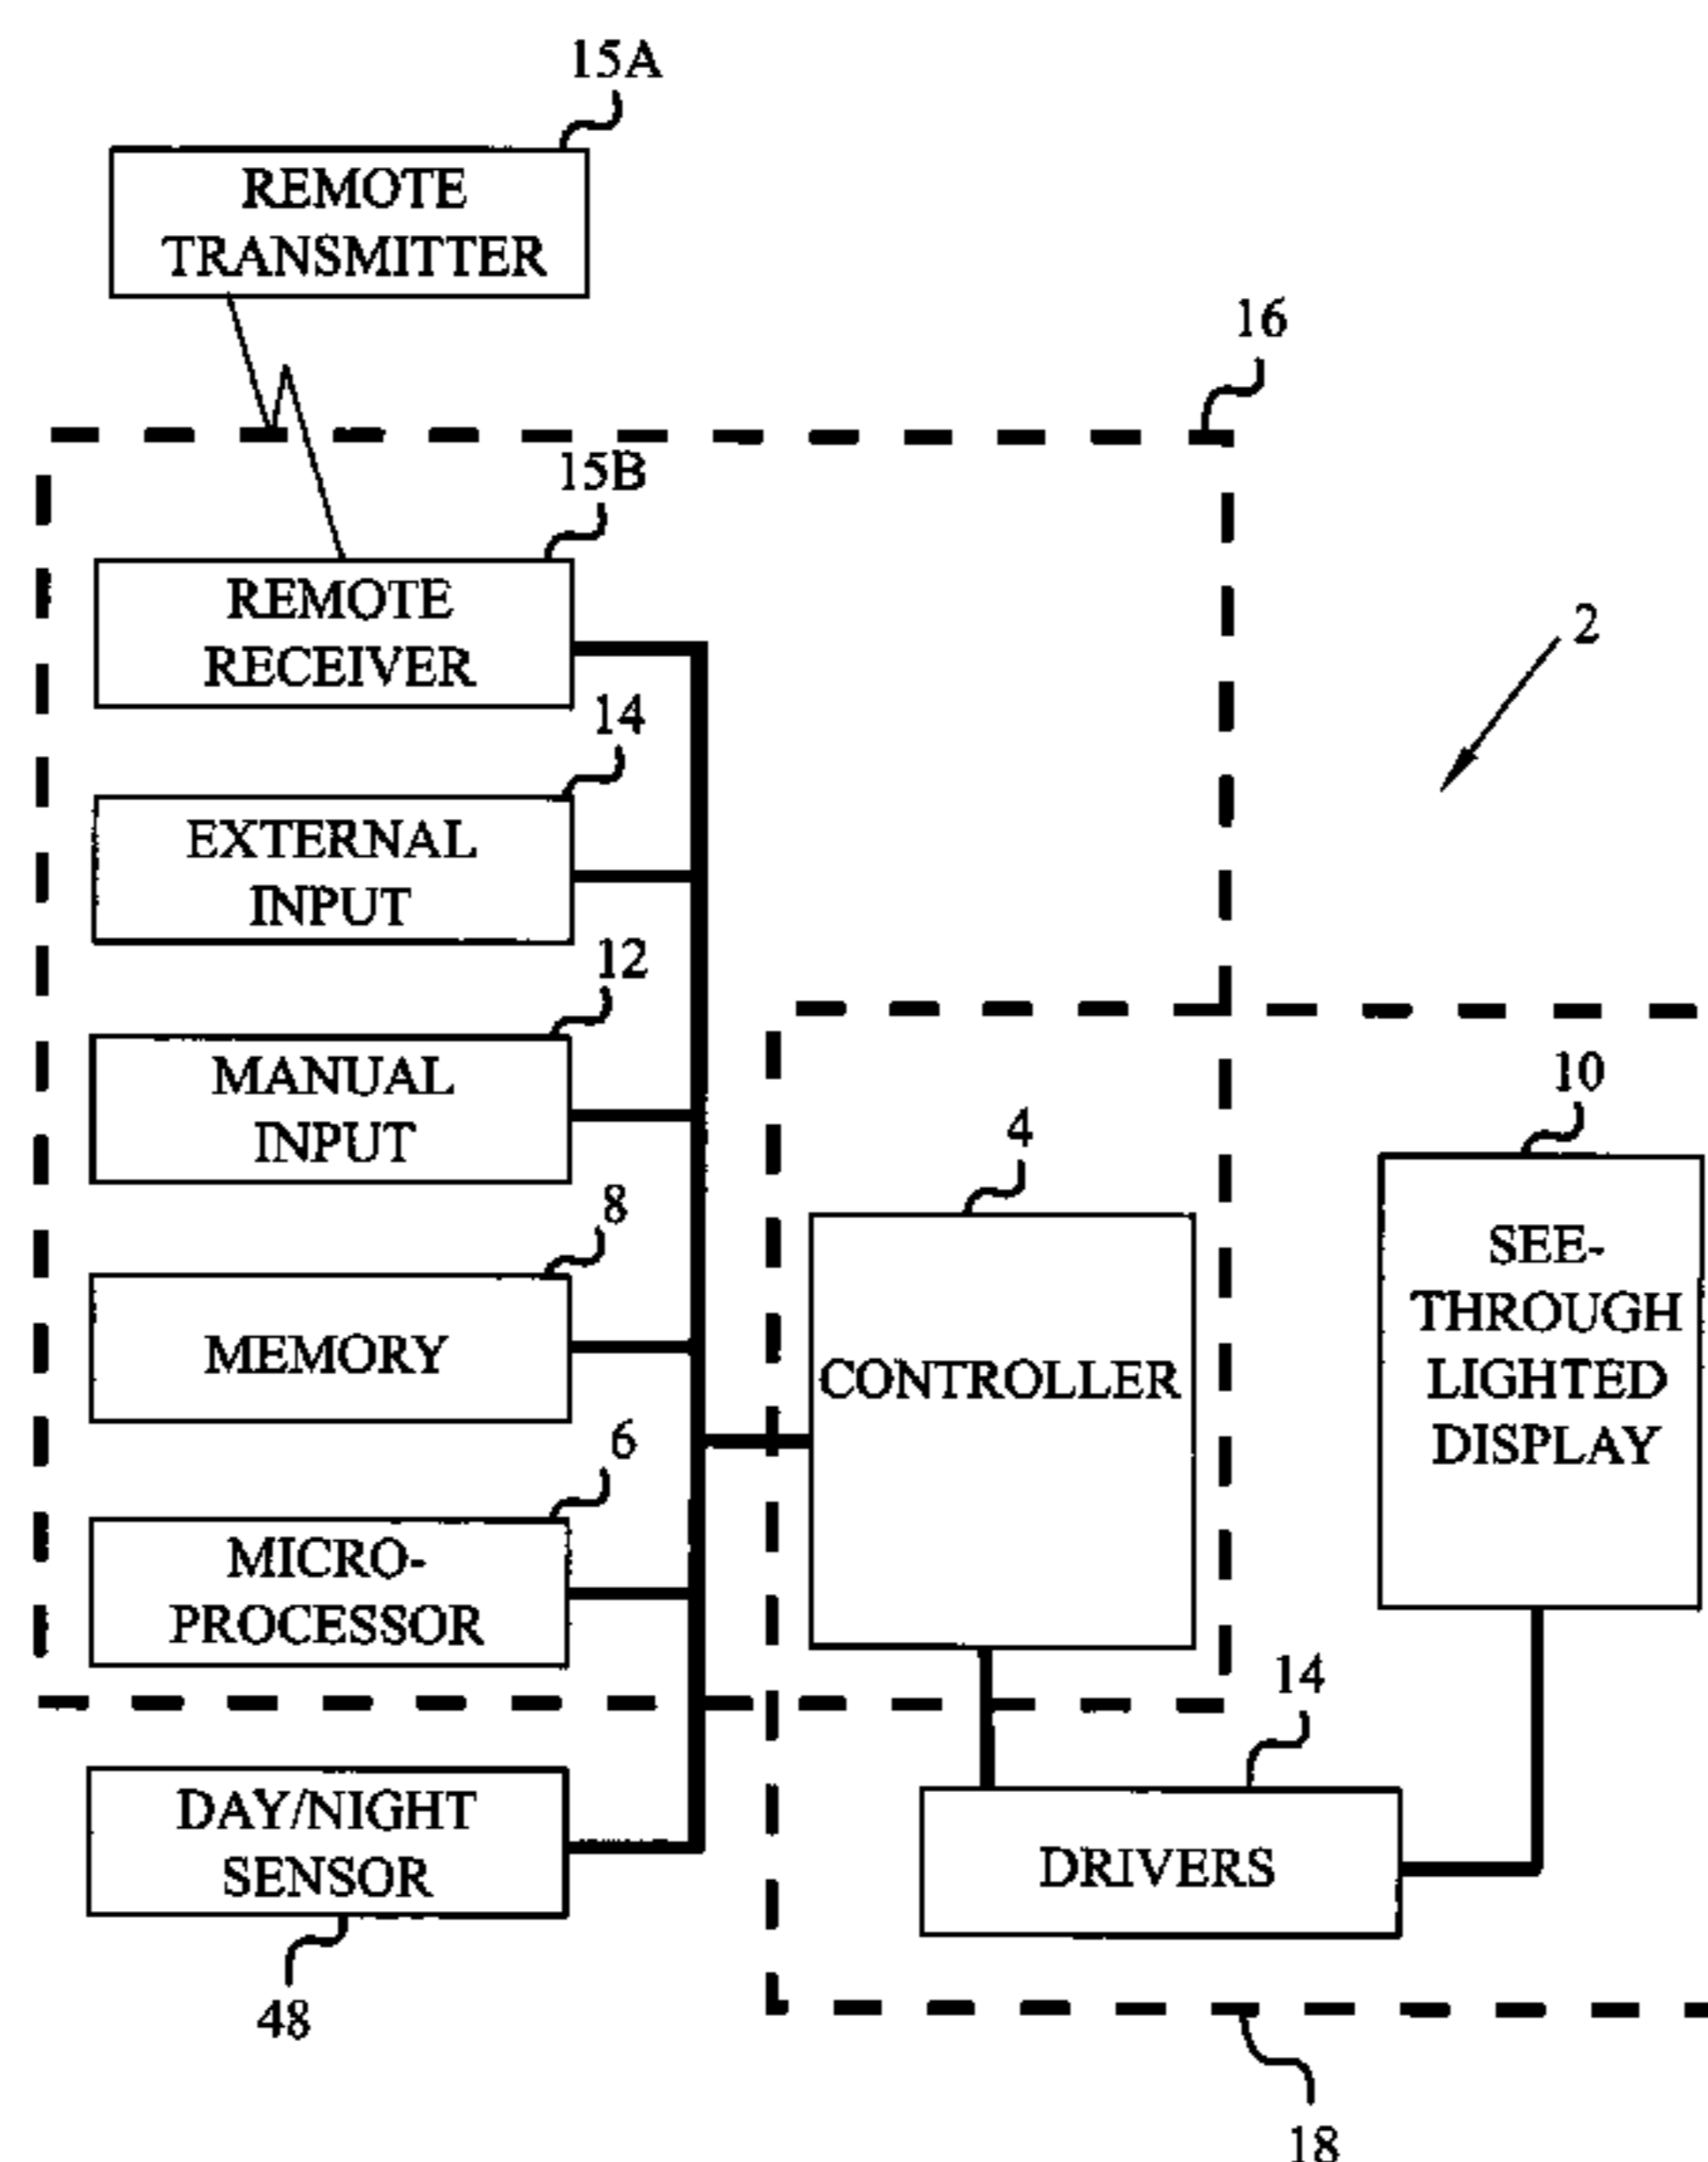 15A
REMOTE
TRANSMITTER
16
15B
REMOTE
RECEIVER
2
14
EXTERNAL
INPUT
12
MANUAL
INPUT
10
SEE-
THROUGH
LIGHTED
DISPLAY
4
CONTROLLER
8
MEMORY
6
MICRO-
PROCESSOR
14
DRIVERS
DAY/NIGHT
SENSOR
48
18